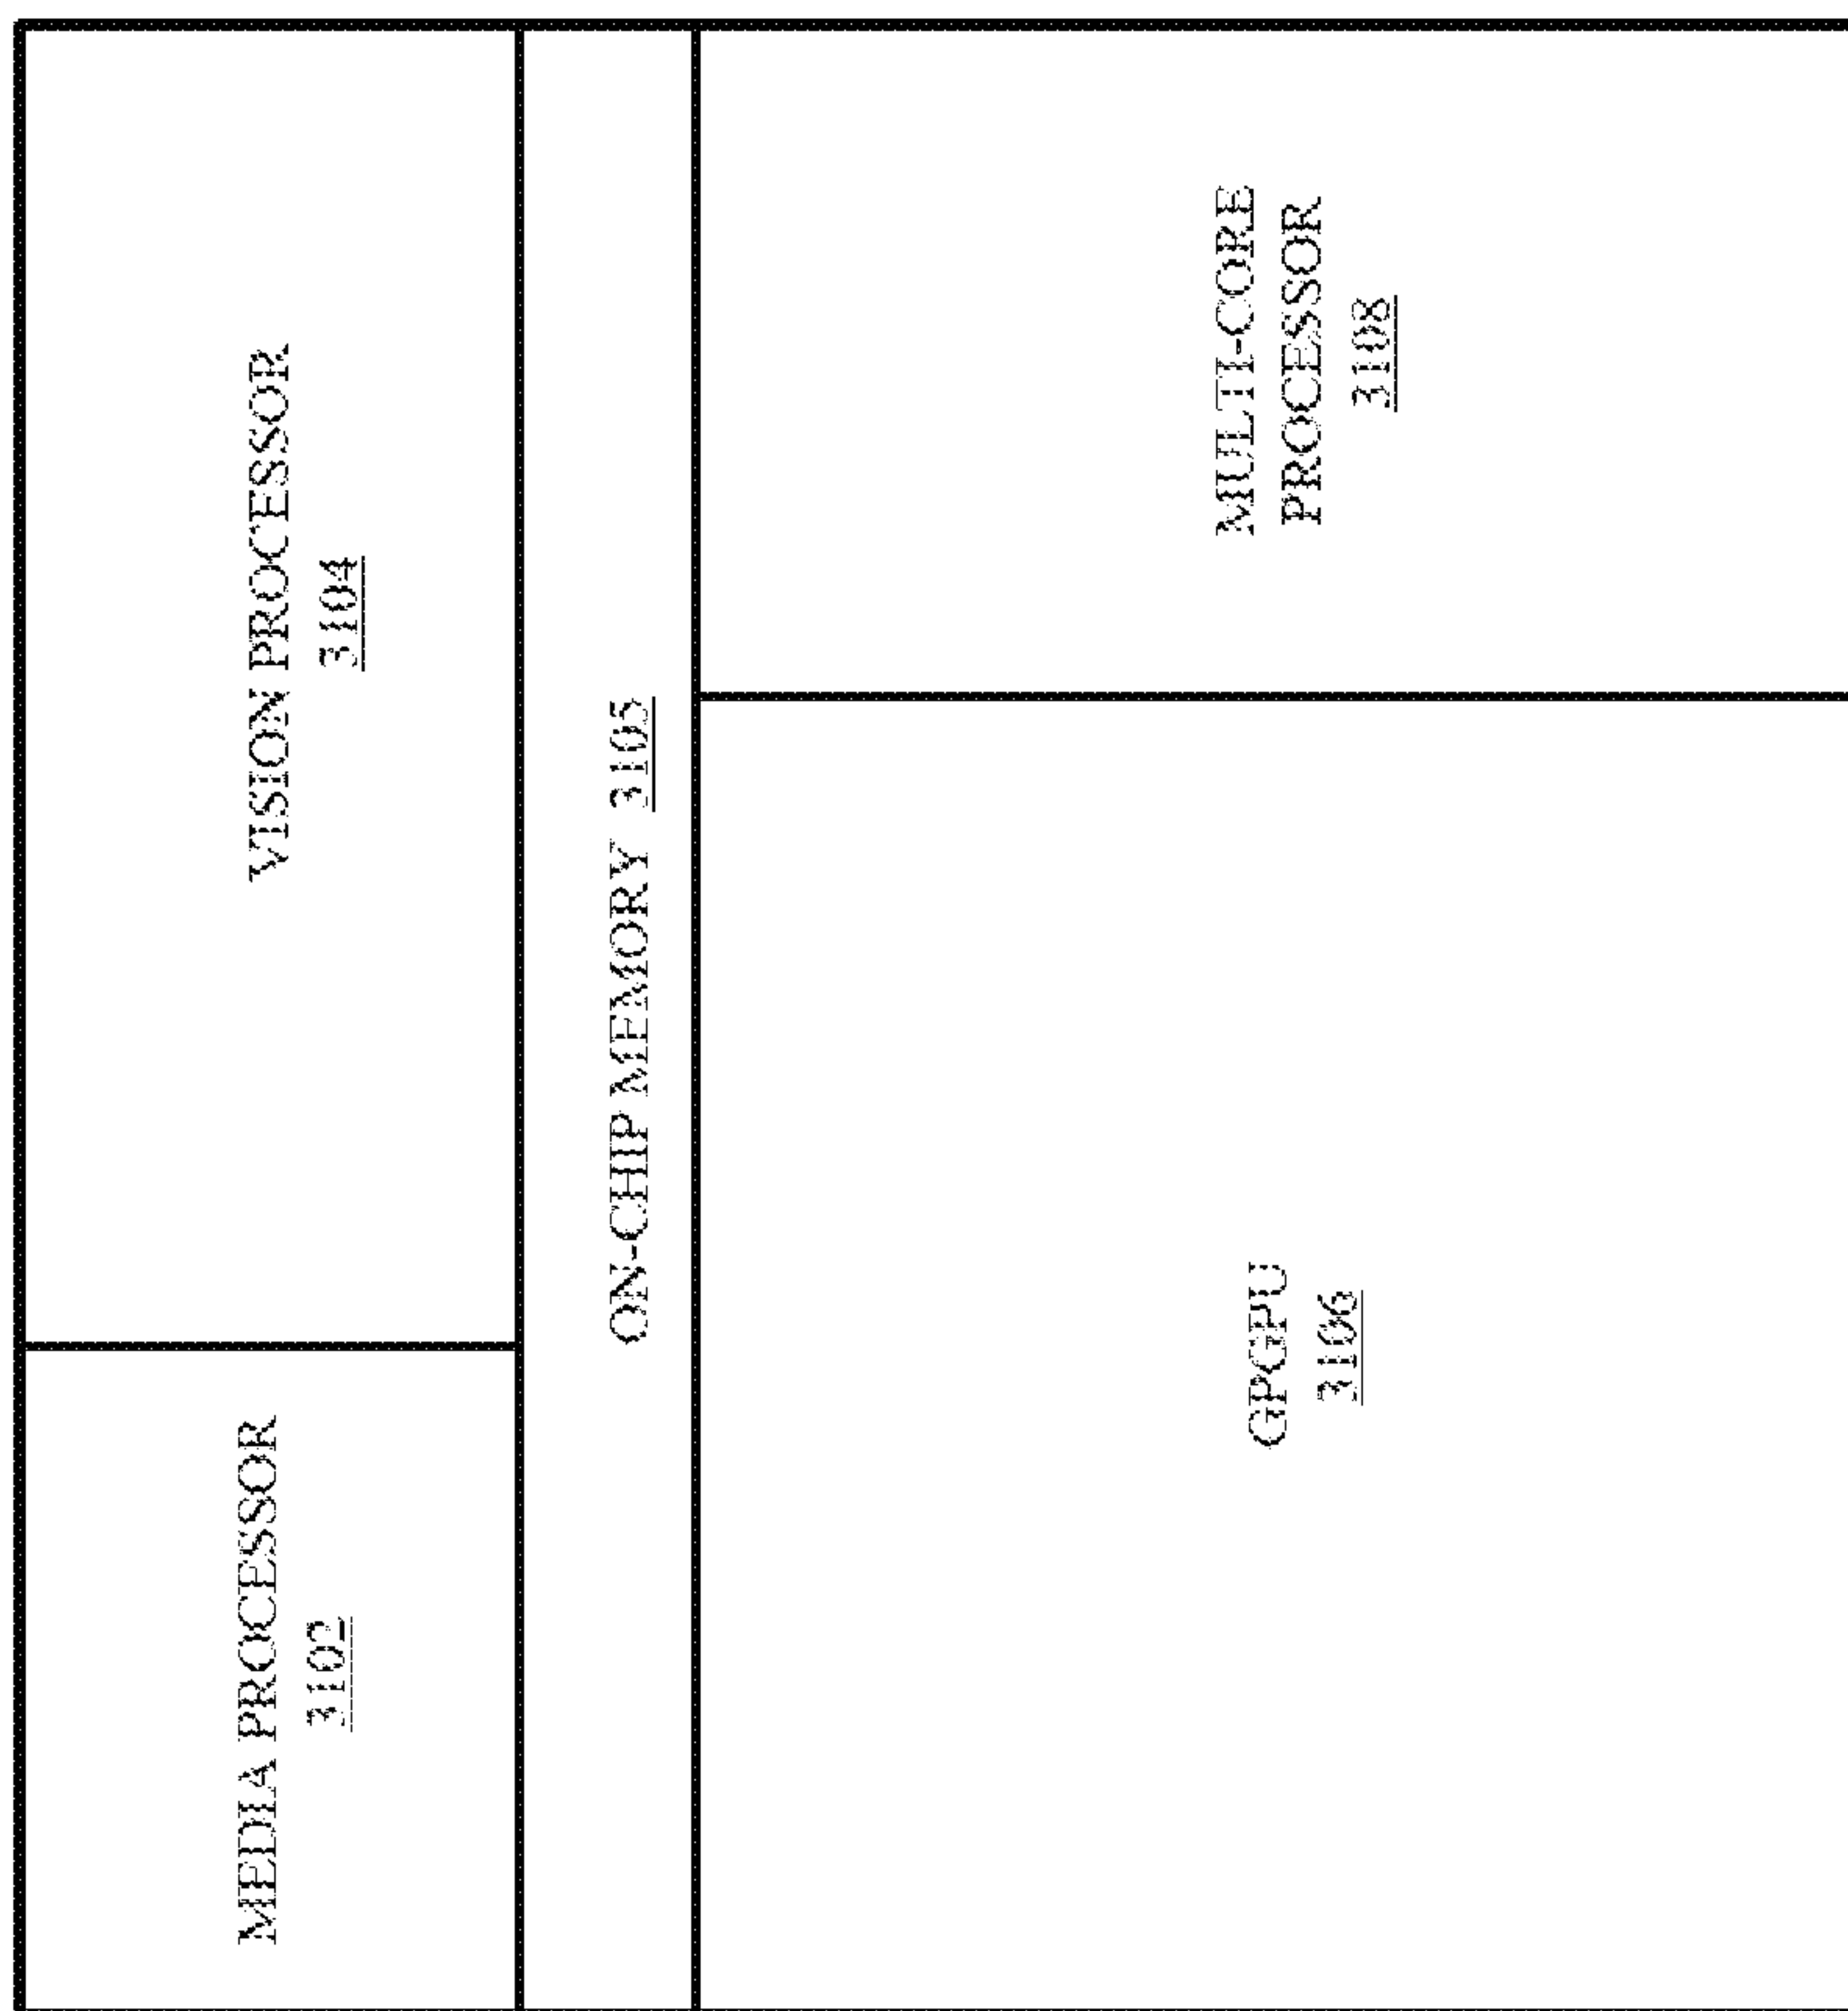 MEDIA PROCESSOR
3102
VISION PROCESSOR
3104
ON-CHIP MEMORY 3105
GPGPU
3106
MULTI-CORE
PROCESSOR
3108